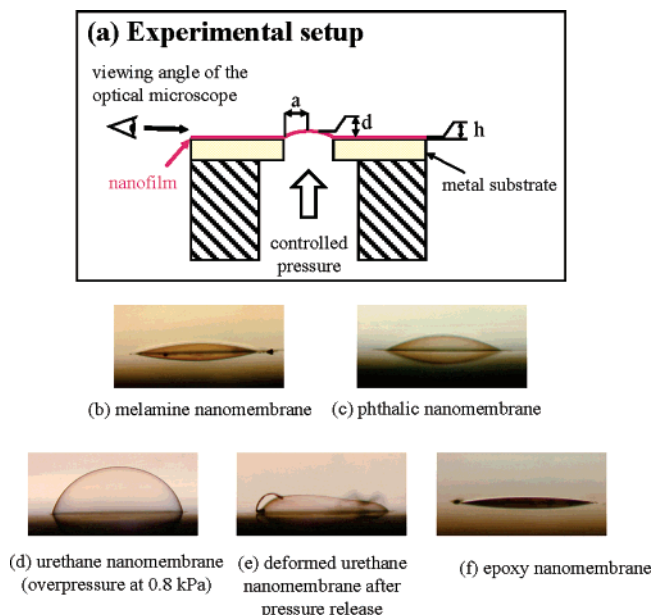 (a) Experimental setup
viewing angle of the
optical microscope
a
d
h
nanofilm
metal substrate
controlled
pressure
(b) melamine nanomembrane
(c) phthalic nanomembrane
(d) urethane nanomembrane
(overpressure at 0.8 kPa)
(e) deformed urethane
nanomembrane after
pressure release
(f) epoxy nanomembrane